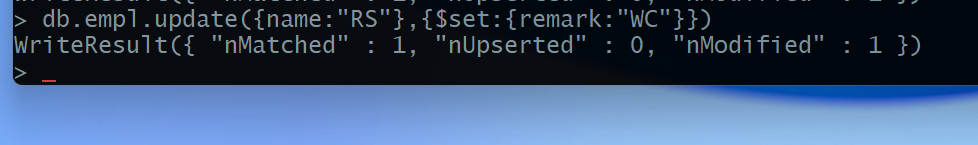 > db.empl.update({name:"RS"},{$set:{remark:"WC"}})
WriteResult({ "nMatched" : 1, "nUpserted" : 0, "nModified" : 1 })
> _